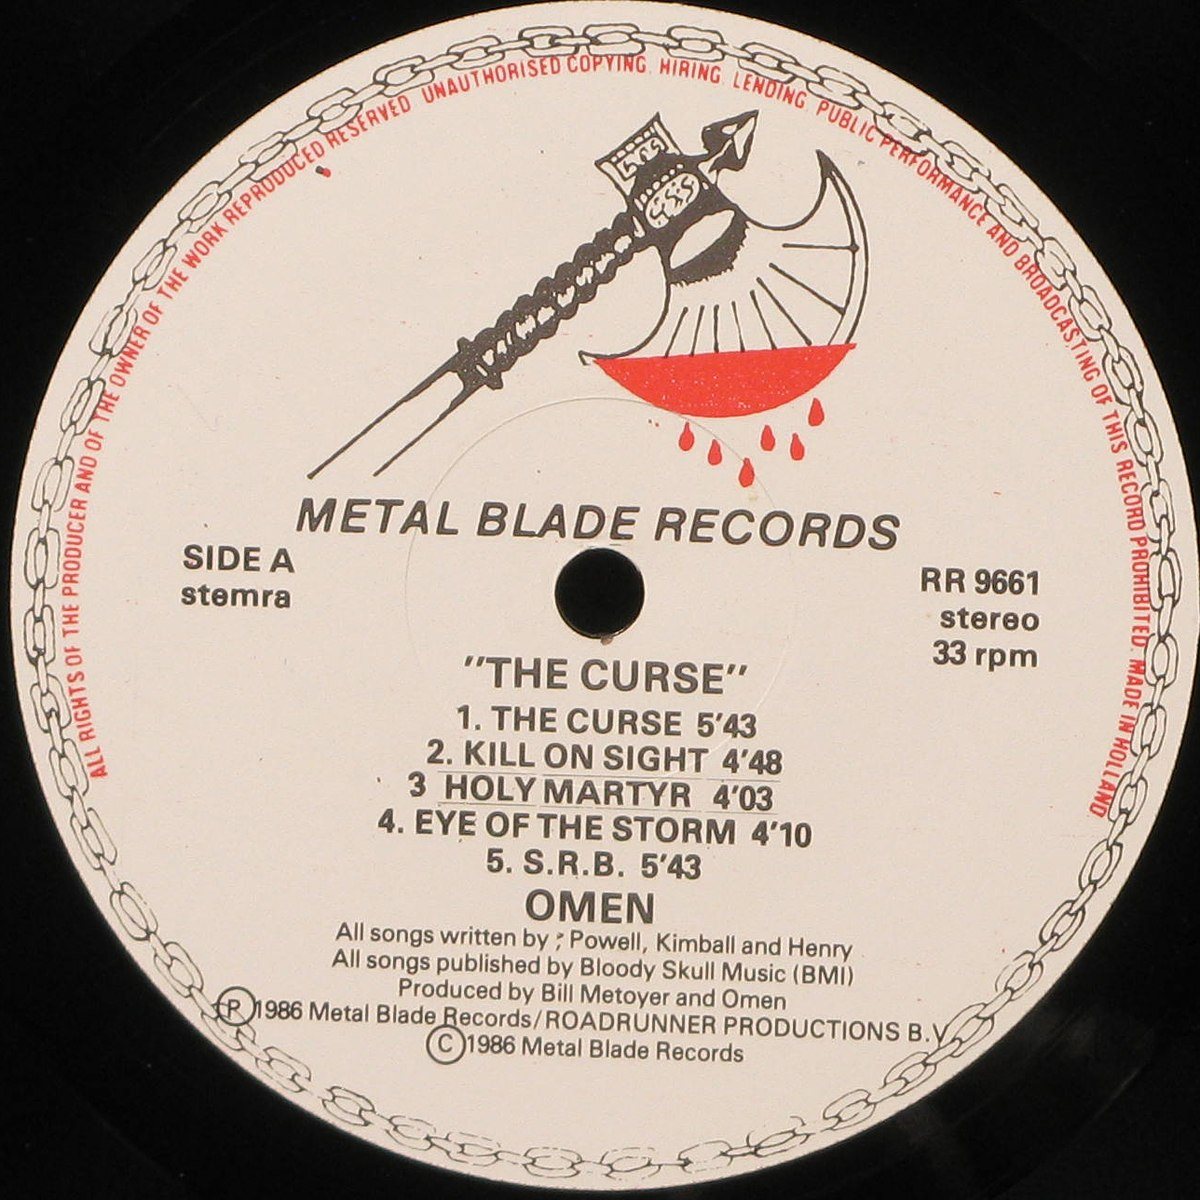 ALL RIGHTS OF THE PRODUCER AND OF THE OWNER OF THE WORK REPRODUCED RESERVED. UNAUTHORISED COPYING. HIRING. LENDING. PUBLIC PERFORMANCE AND BROADCASTING OF THIS RECORD PROHIBITED. MADE IN HOLLAND.
METAL BLADE RECORDS
SIDE A
stemra
RR 9661
stereo
33 rpm
"THE CURSE"
1. THE CURSE 5'43
2. KILL ON SIGHT 4'48
3 HOLY MARTYR 4'03
4. EYE OF THE STORM 4'10
5. S.R.B. 5'43
OMEN
All songs written by ; Powell, Kimball and Henry
All songs published by Bloody Skull Music (BMI)
Produced by Bill Metoyer and Omen
Ⓟ 1986 Metal Blade Records/ROADRUNNER PRODUCTIONS B.V
Ⓒ 1986 Metal Blade Records